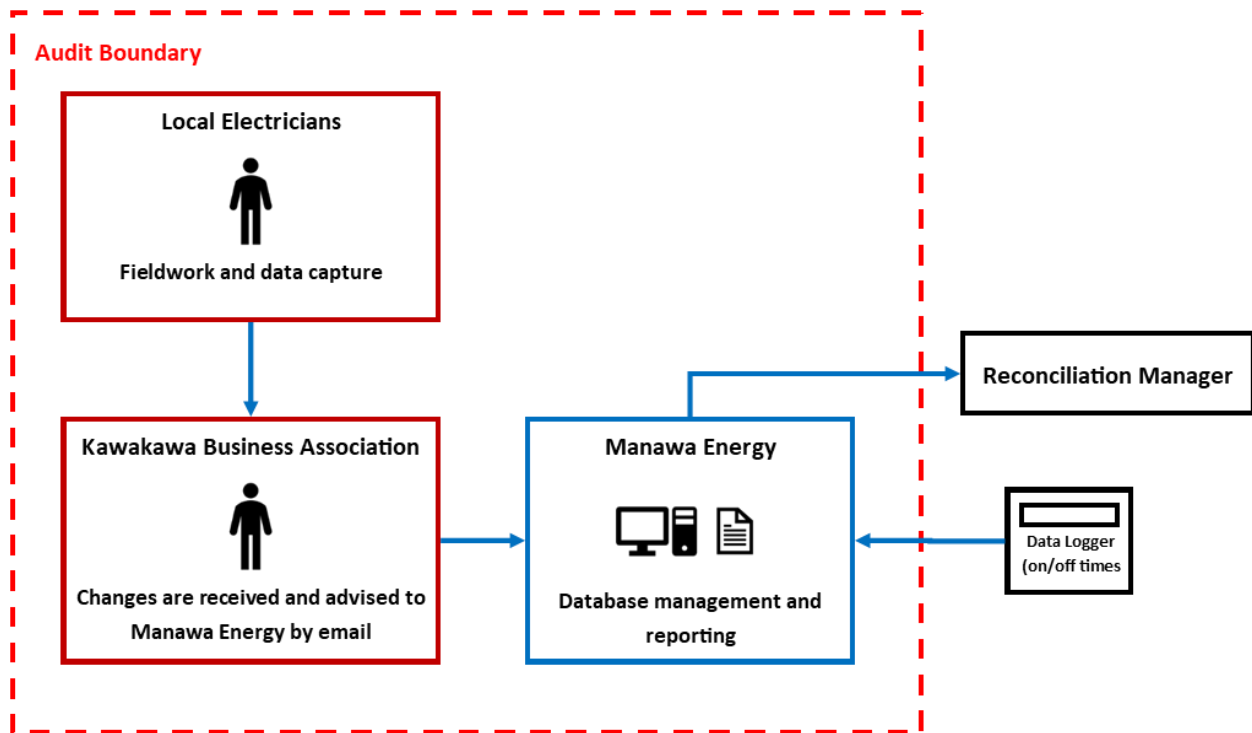 Audit Boundary
Local Electricians
Fieldwork and data capture
Kawakawa Business Association
Changes are received and advised to
Manawa Energy by email
Manawa Energy
Database management and
reporting
Reconciliation Manager
Data Logger
(on/off times